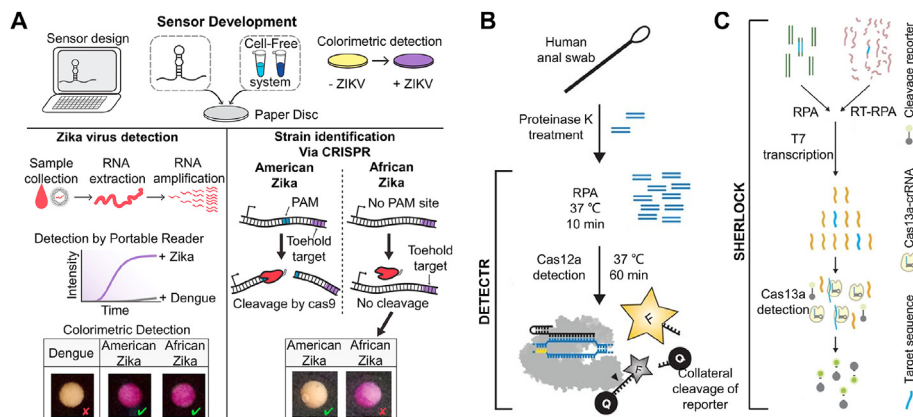 A
Sensor Development
Sensor design
Cell-Free
system
Colorimetric detection
- ZIKV
+ ZIKV
Paper Disc
Zika virus detection
Sample
collection
RNA
extraction
RNA
amplification
Detection by Portable Reader
Intensity
Time
+ Zika
+ Dengue
Colorimetric Detection
Dengue
American
Zika
African
Zika
Strain identification
Via CRISPR
American
Zika
African
Zika
PAM
No PAM site
Toehold
target
Toehold
target
Cleavage by cas9
No cleavage
American
Zika
African
Zika
B
Human
anal swab
Proteinase K
treatment
DETECTR
RPA
37 °C
10 min
Cas12a
detection
37 °C
60 min
F
F
Q
Q
Collateral
cleavage of
reporter
C
SHERLOCK
RPA
RT-RPA
T7
transcription
Cas13a
detection
Cleavage reporter
Cas13a-crRNA
Target sequence